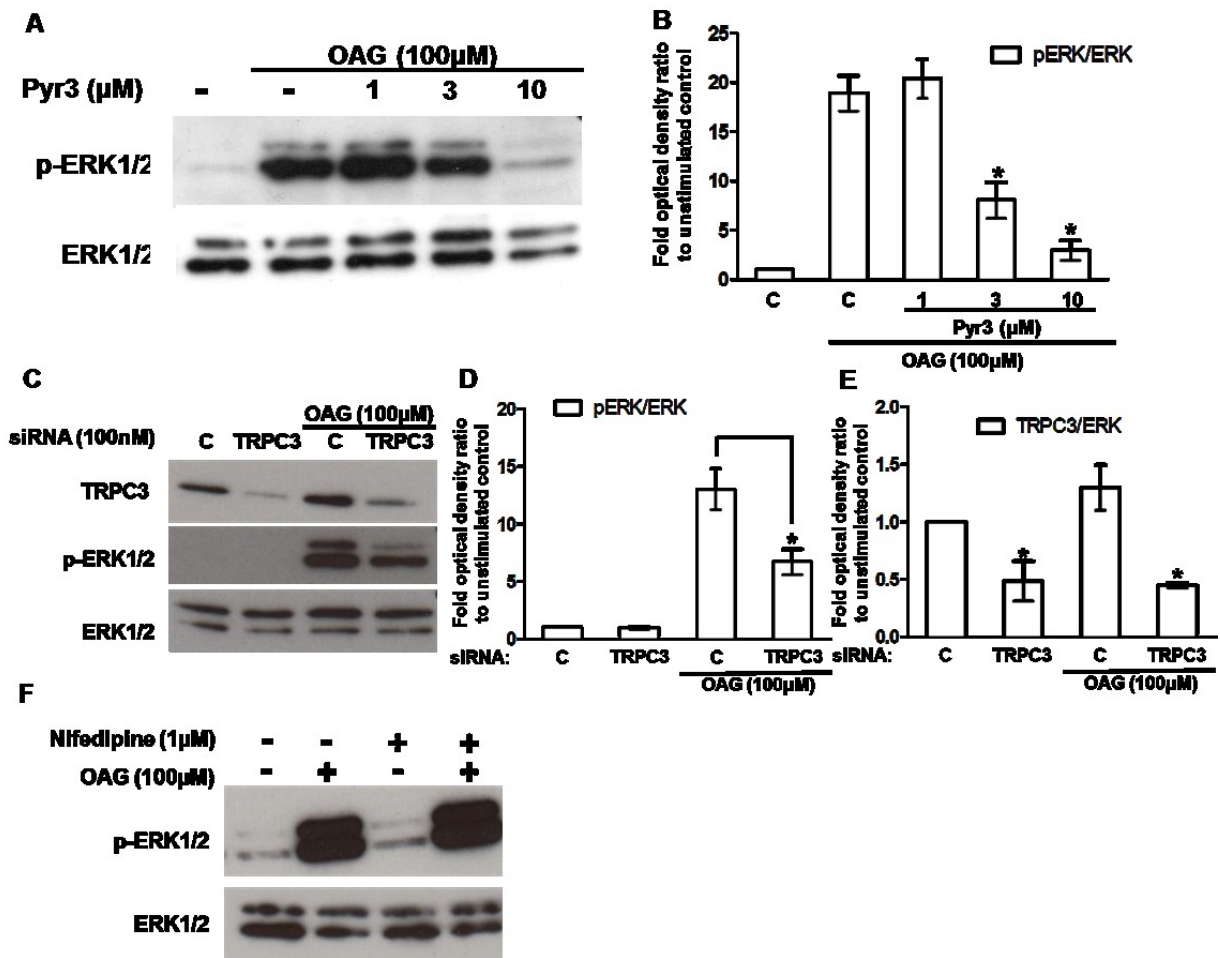 A
OAG (100µM)
Pyr3 (µM) - - 1 3 10
p-ERK1/2
ERK1/2
B
Fold optical density ratio
to unstimulated control
25
20
15
10
5
0
pERK/ERK
*
*
C C 1 3 10
Pyr3 (µM)
OAG (100µM)
C
OAG (100µM)
siRNA (100nM) C TRPC3 C TRPC3
TRPC3
p-ERK1/2
ERK1/2
D
Fold optical density ratio
to unstimulated control
20
15
10
5
0
pERK/ERK
*
siRNA: C TRPC3 C TRPC3
OAG (100µM)
E
Fold optical density ratio
to unstimulated control
2.0
1.5
1.0
0.5
0.0
TRPC3/ERK
*
*
siRNA: C TRPC3 C TRPC3
OAG (100µM)
F
Nifedipine (1µM) - - + +
OAG (100µM) - + - +
p-ERK1/2
ERK1/2